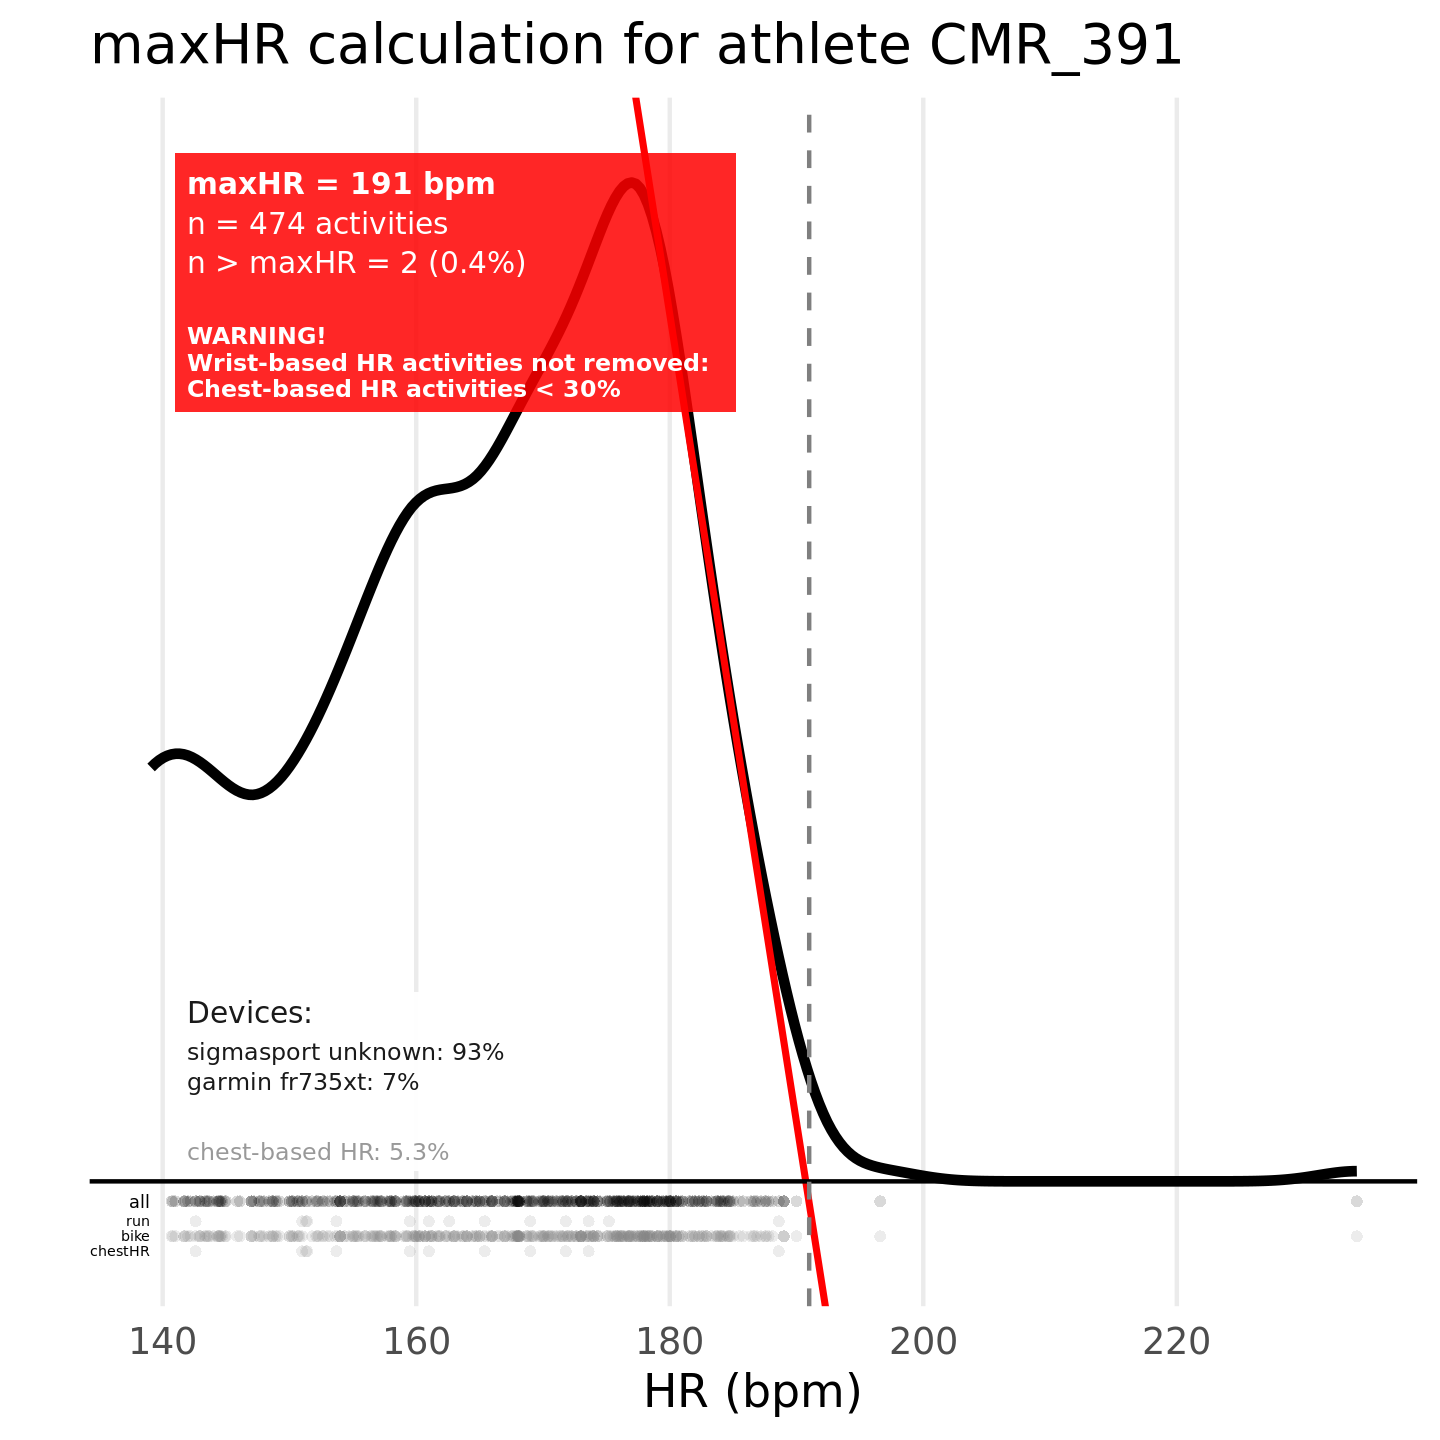 maxHR calculation for athlete CMR_391
maxHR = 191 bpm
n = 474 activities
n > maxHR = 2 (0.4%)
WARNING!
Wrist-based HR activities not removed:
Chest-based HR activities < 30%
Devices:
sigmasport unknown: 93%
garmin fr735xt: 7%
chest-based HR: 5.3%
all
run
bike
chestHR
140 160 180 200 220
HR (bpm)